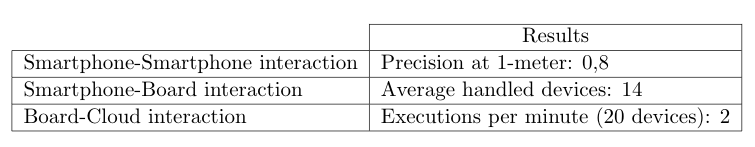 Results
Smartphone-Smartphone interaction Precision at 1-meter: 0,8
Smartphone-Board interaction Average handled devices: 14
Board-Cloud interaction Executions per minute (20 devices): 2